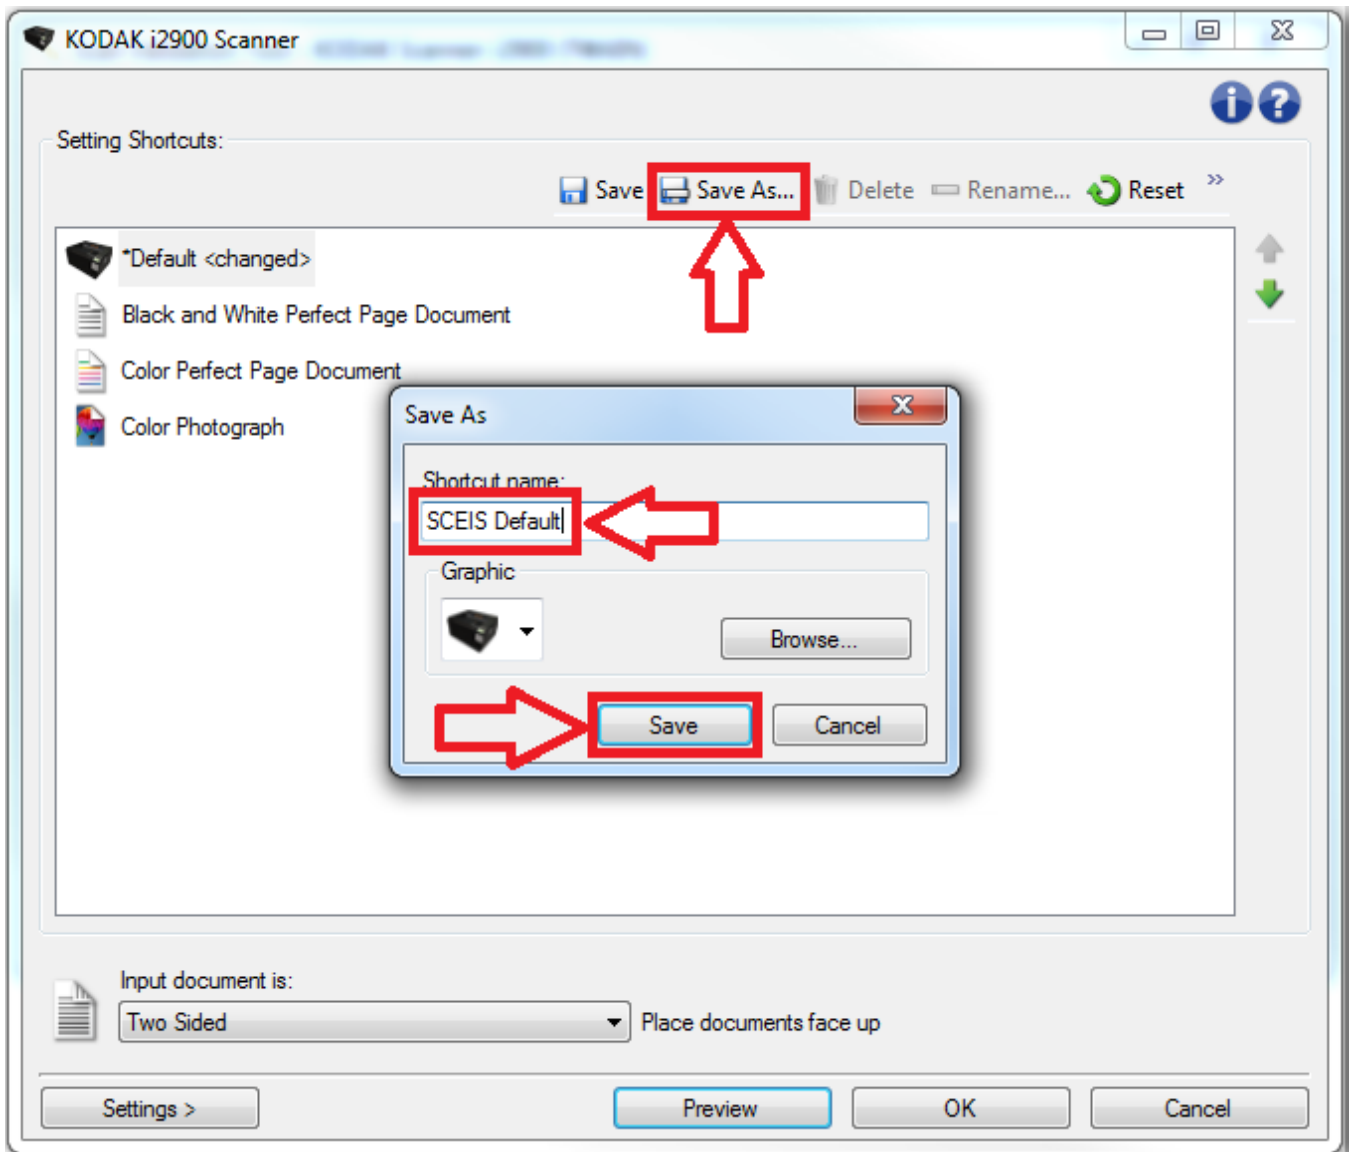 KODAK i2900 Scanner
Setting Shortcuts:
Save Save As... Delete Rename... Reset »
*Default <changed>
Black and White Perfect Page Document
Color Perfect Page Document
Color Photograph
Save As
Shortcut name:
SCEIS Default
Graphic
Browse...
Save Cancel
Input document is:
Two Sided Place documents face up
Settings > Preview OK Cancel